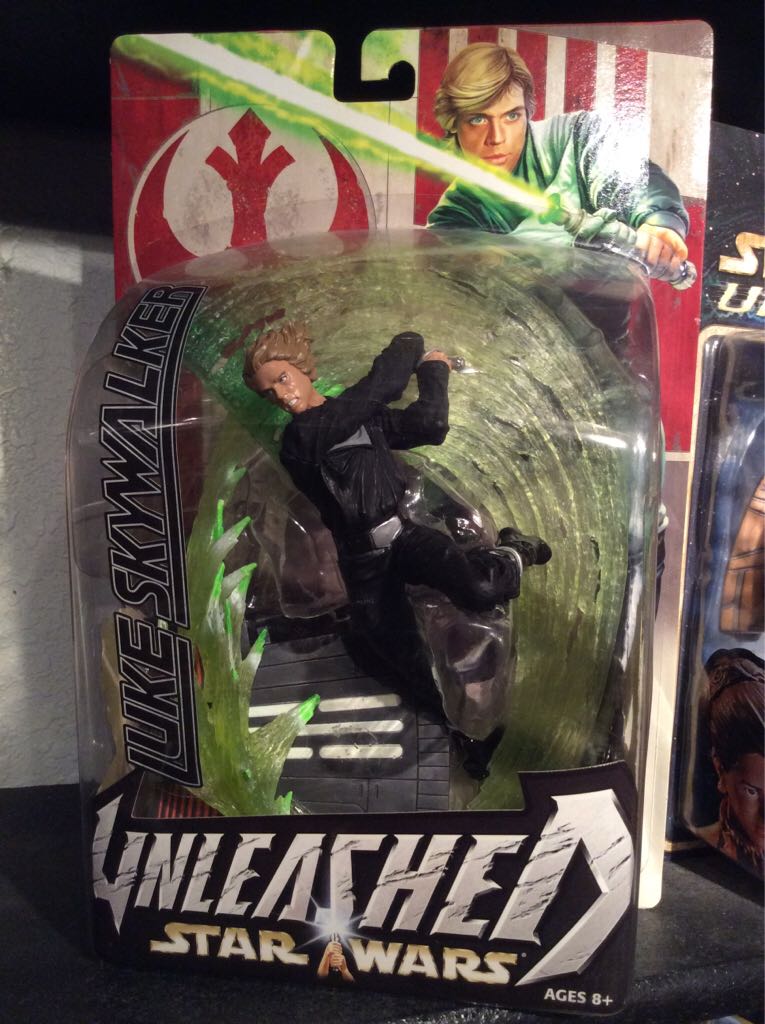 LUKE SKYWALKER
UNLEASHED
STAR WARS
AGES 8+